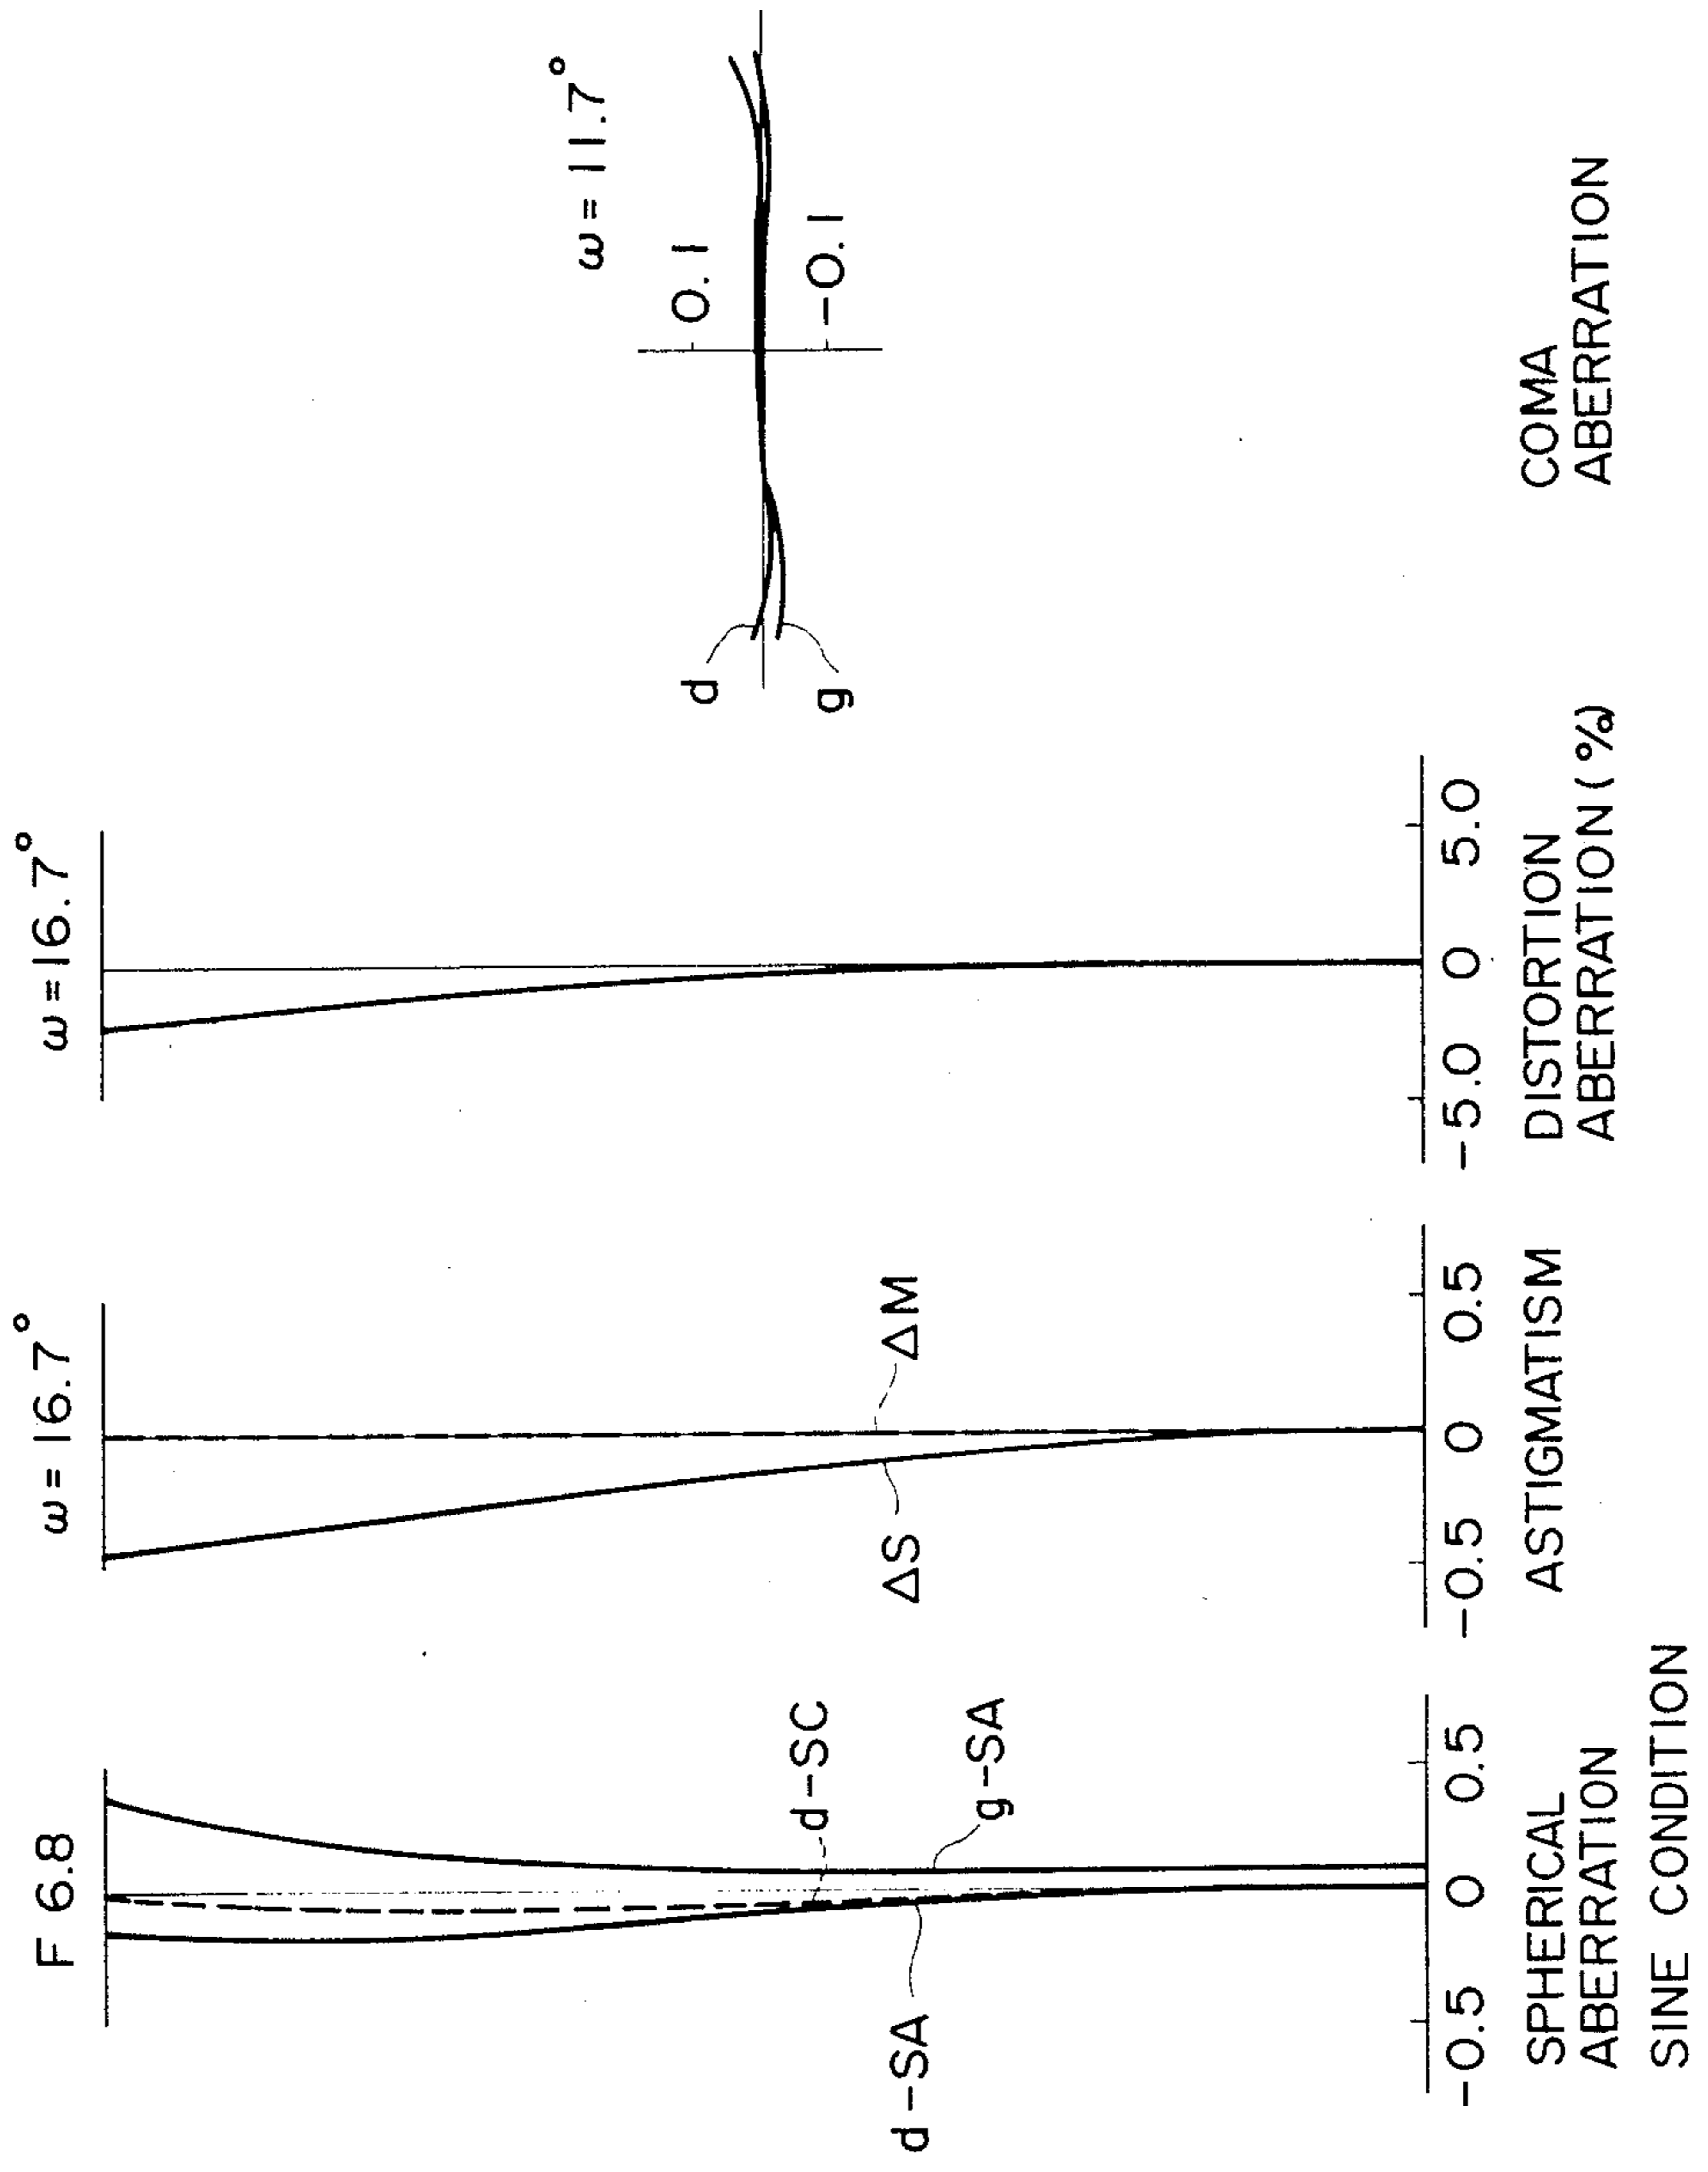 F 6.8
d-SC
g-SA
d-SA
-0.5 0 0.5
SPHERICAL
ABERRATION
SINE CONDITION
ω=16.7°
ΔM
ΔS
-0.5 0 0.5
ASTIGMATISM
ω=16.7°
-5.0 0 5.0
DISTORTION
ABERRATION(%)
ω=11.7°
0.1
-0.1
d
g
COMA
ABERRATION